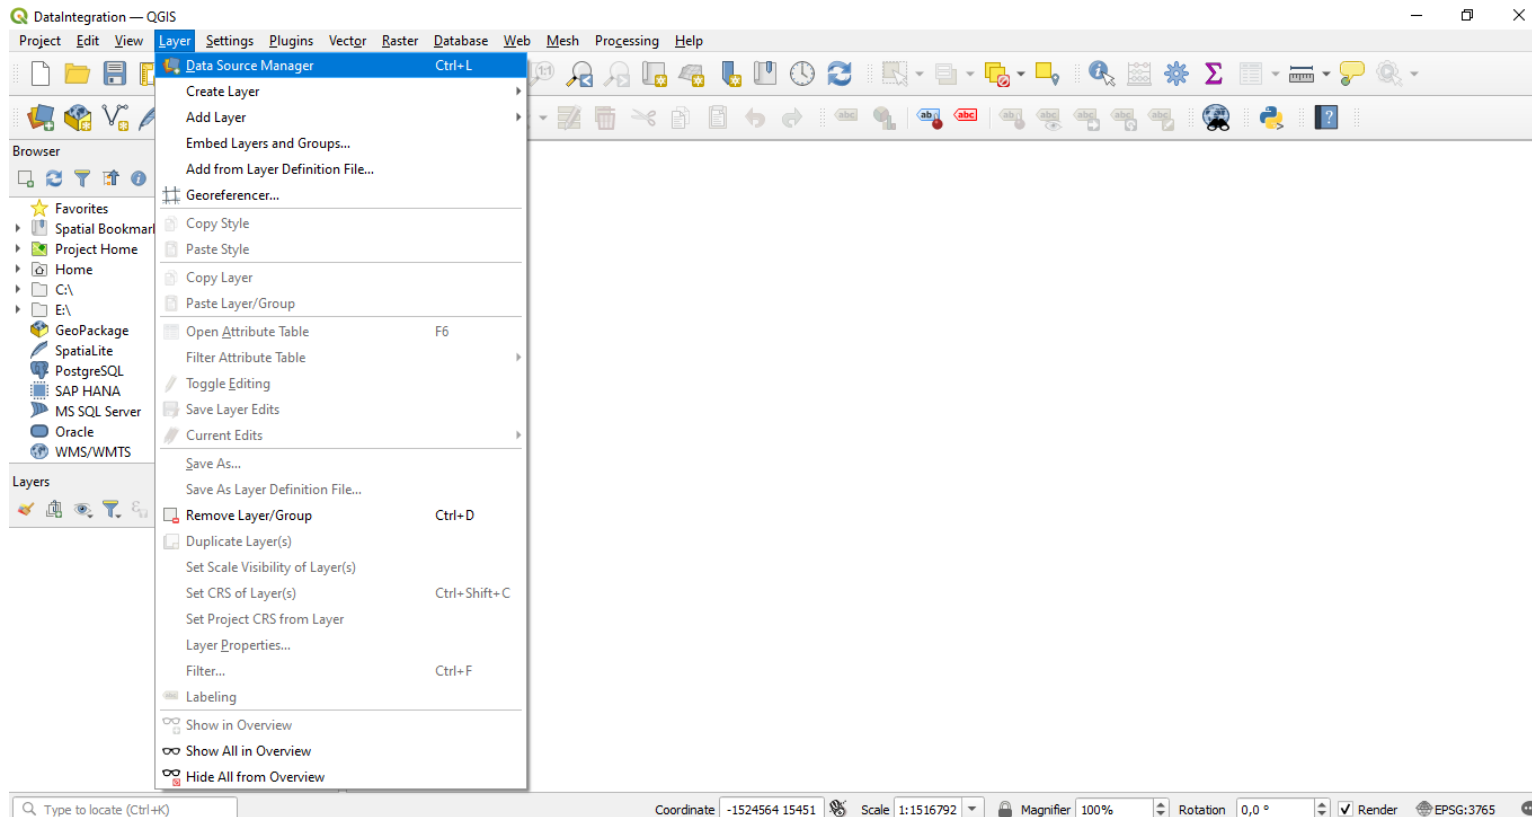 DataIntegration — QGIS
Project Edit View Layer Settings Plugins Vector Raster Database Web Mesh Processing Help
Data Source Manager Ctrl+L
Create Layer
Add Layer
Embed Layers and Groups...
Add from Layer Definition File...
Georeferencer...
Copy Style
Paste Style
Copy Layer
Paste Layer/Group
Open Attribute Table F6
Filter Attribute Table
Toggle Editing
Save Layer Edits
Current Edits
Save As...
Save As Layer Definition File...
Remove Layer/Group Ctrl+D
Duplicate Layer(s)
Set Scale Visibility of Layer(s)
Set CRS of Layer(s) Ctrl+Shift+C
Set Project CRS from Layer
Layer Properties...
Filter... Ctrl+F
Labeling
Show in Overview
Show All in Overview
Hide All from Overview
Browser
Favorites
Spatial Bookmar
Project Home
Home
C:\
E:\
GeoPackage
SpatiaLite
PostgreSQL
SAP HANA
MS SQL Server
Oracle
WMS/WMTS
Layers
Type to locate (Ctrl+K)
Coordinate -1524564 15451 Scale 1:1516792 Magnifier 100% Rotation 0,0 ° Render EPSG:3765